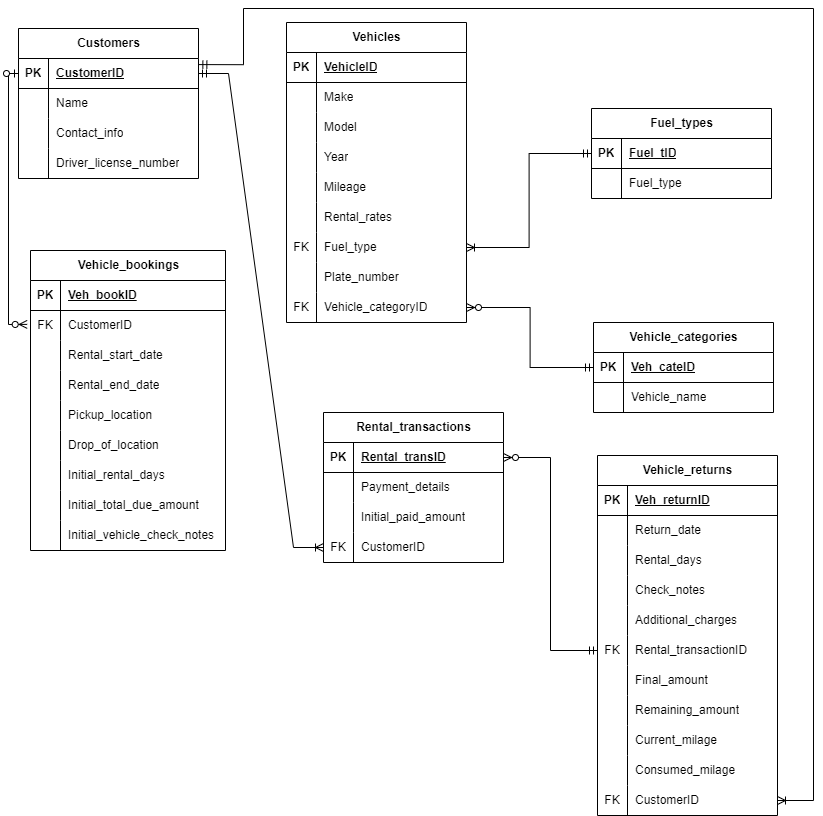 Customers
PK CustomerID
Name
Contact_info
Driver_license_number
Vehicles
PK VehicleID
Make
Model
Year
Mileage
Rental_rates
FK Fuel_type
Plate_number
FK Vehicle_categoryID
Fuel_types
PK Fuel_tID
Fuel_type
Vehicle_bookings
PK Veh_bookID
FK CustomerID
Rental_start_date
Rental_end_date
Pickup_location
Drop_of_location
Initial_rental_days
Initial_total_due_amount
Initial_vehicle_check_notes
Vehicle_categories
PK Veh_cateID
Vehicle_name
Rental_transactions
PK Rental_transID
Payment_details
Initial_paid_amount
FK CustomerID
Vehicle_returns
PK Veh_returnID
Return_date
Rental_days
Check_notes
Additional_charges
FK Rental_transactionID
Final_amount
Remaining_amount
Current_milage
Consumed_milage
FK CustomerID